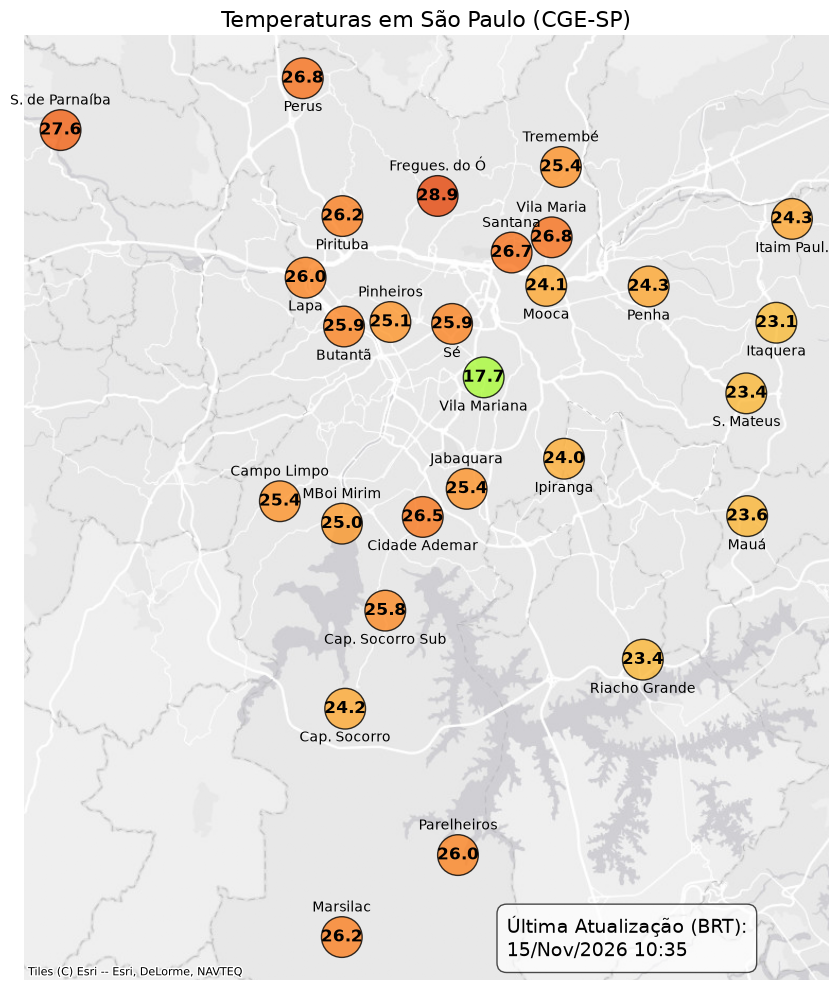 Temperaturas em São Paulo (CGE-SP)
26.8
Perus
S. de Parnaíba
27.6
Tremembé
25.4
Fregues. do Ó
28.9
26.2
Pirituba
Vila Maria
26.8
Santana
26.7
24.3
Itaim Paul.
26.0
Lapa
24.1
Mooca
24.3
Penha
Pinheiros
25.1
25.9
Butantã
25.9
Sé
23.1
Itaquera
17.7
Vila Mariana
23.4
S. Mateus
Campo Limpo
25.4
MBoi Mirim
25.0
Jabaquara
25.4
24.0
Ipiranga
26.5
Cidade Ademar
23.6
Mauá
25.8
Cap. Socorro Sub
23.4
Riacho Grande
24.2
Cap. Socorro
Parelheiros
26.0
Marsilac
26.2
Última Atualização (BRT):
15/Nov/2026 10:35
Tiles (C) Esri -- Esri, DeLorme, NAVTEQ